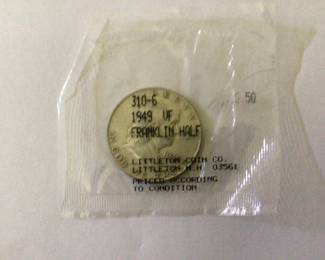 310-6
1949 VF
FRANKLIN HALF
.50
LITTLETON COIN CO.
LITTLETON N.H 03561
PRICED ACCORDING
TO CONDITION